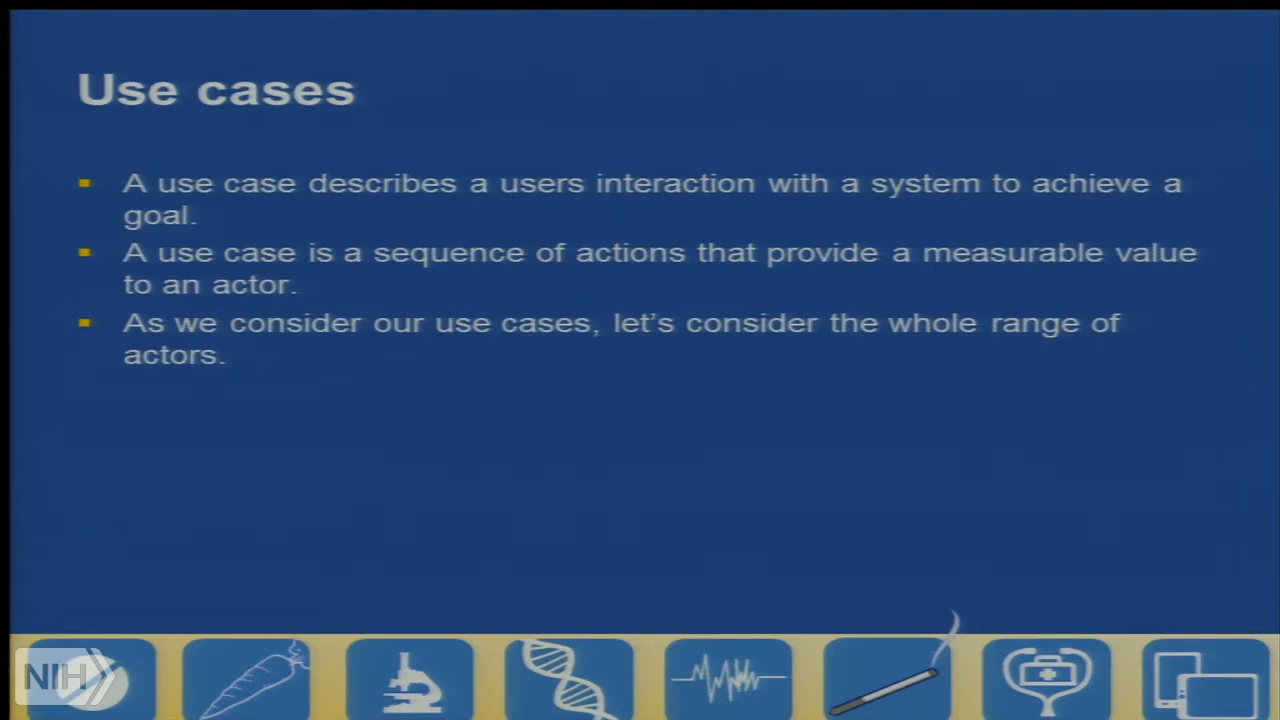 Use cases
A use case describes a users interaction with a system to achieve a
goal.
A use case is a sequence of actions that provide a measurable value
to an actor.
As we consider our use cases, let's consider the whole range of
actors.
NIH